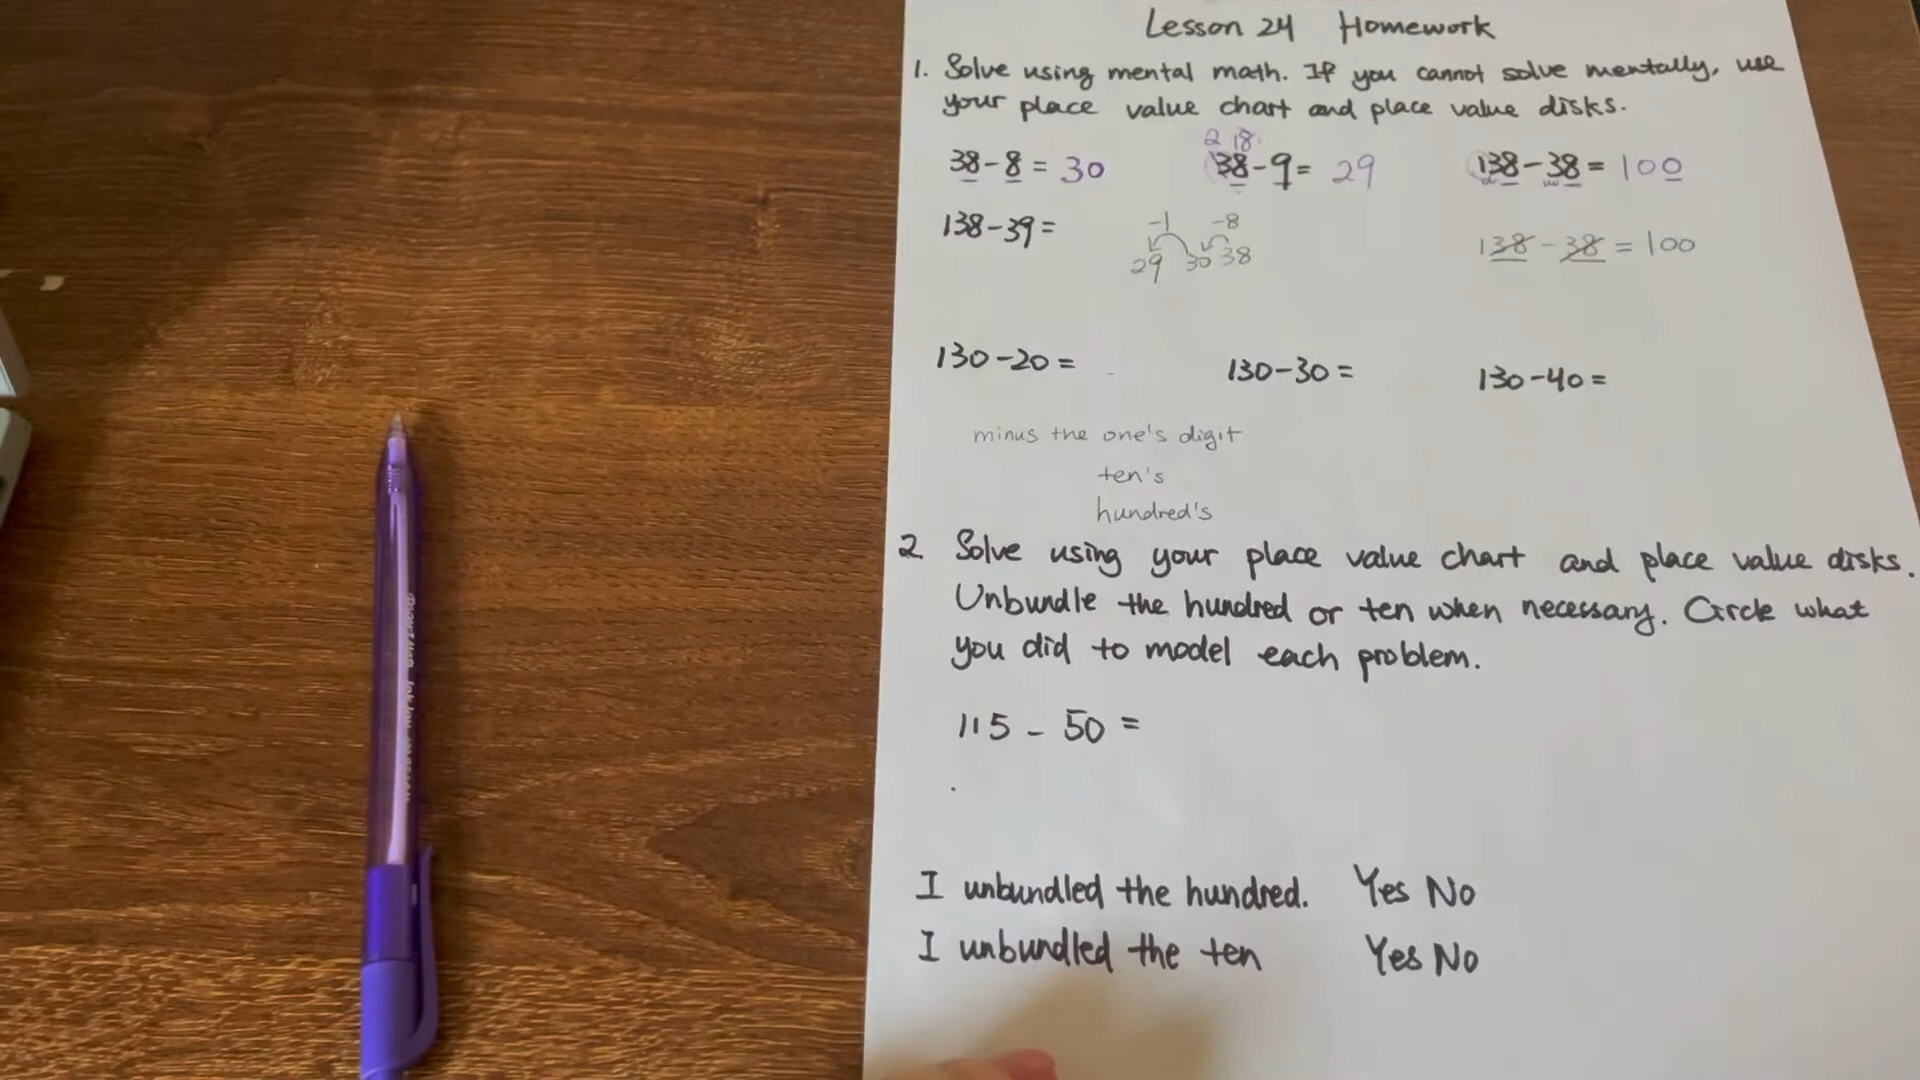 Lesson 24 Homework
1. Solve using mental math. If you cannot solve mentally, use
your place value chart and place value disks.
2 18
38-8 = 30 38-9= 29 138-38= 100
138-39=
-1 -8
29 30 38
138-38=100
130-20= 130-30= 130-40=
minus the one's digit
ten's
hundred's
2 Solve using your place value chart and place value disks.
Unbundle the hundred or ten when necessary. Circle what
you did to model each problem.
115 - 50 =
I unbundled the hundred. Yes No
I unbundled the ten Yes No